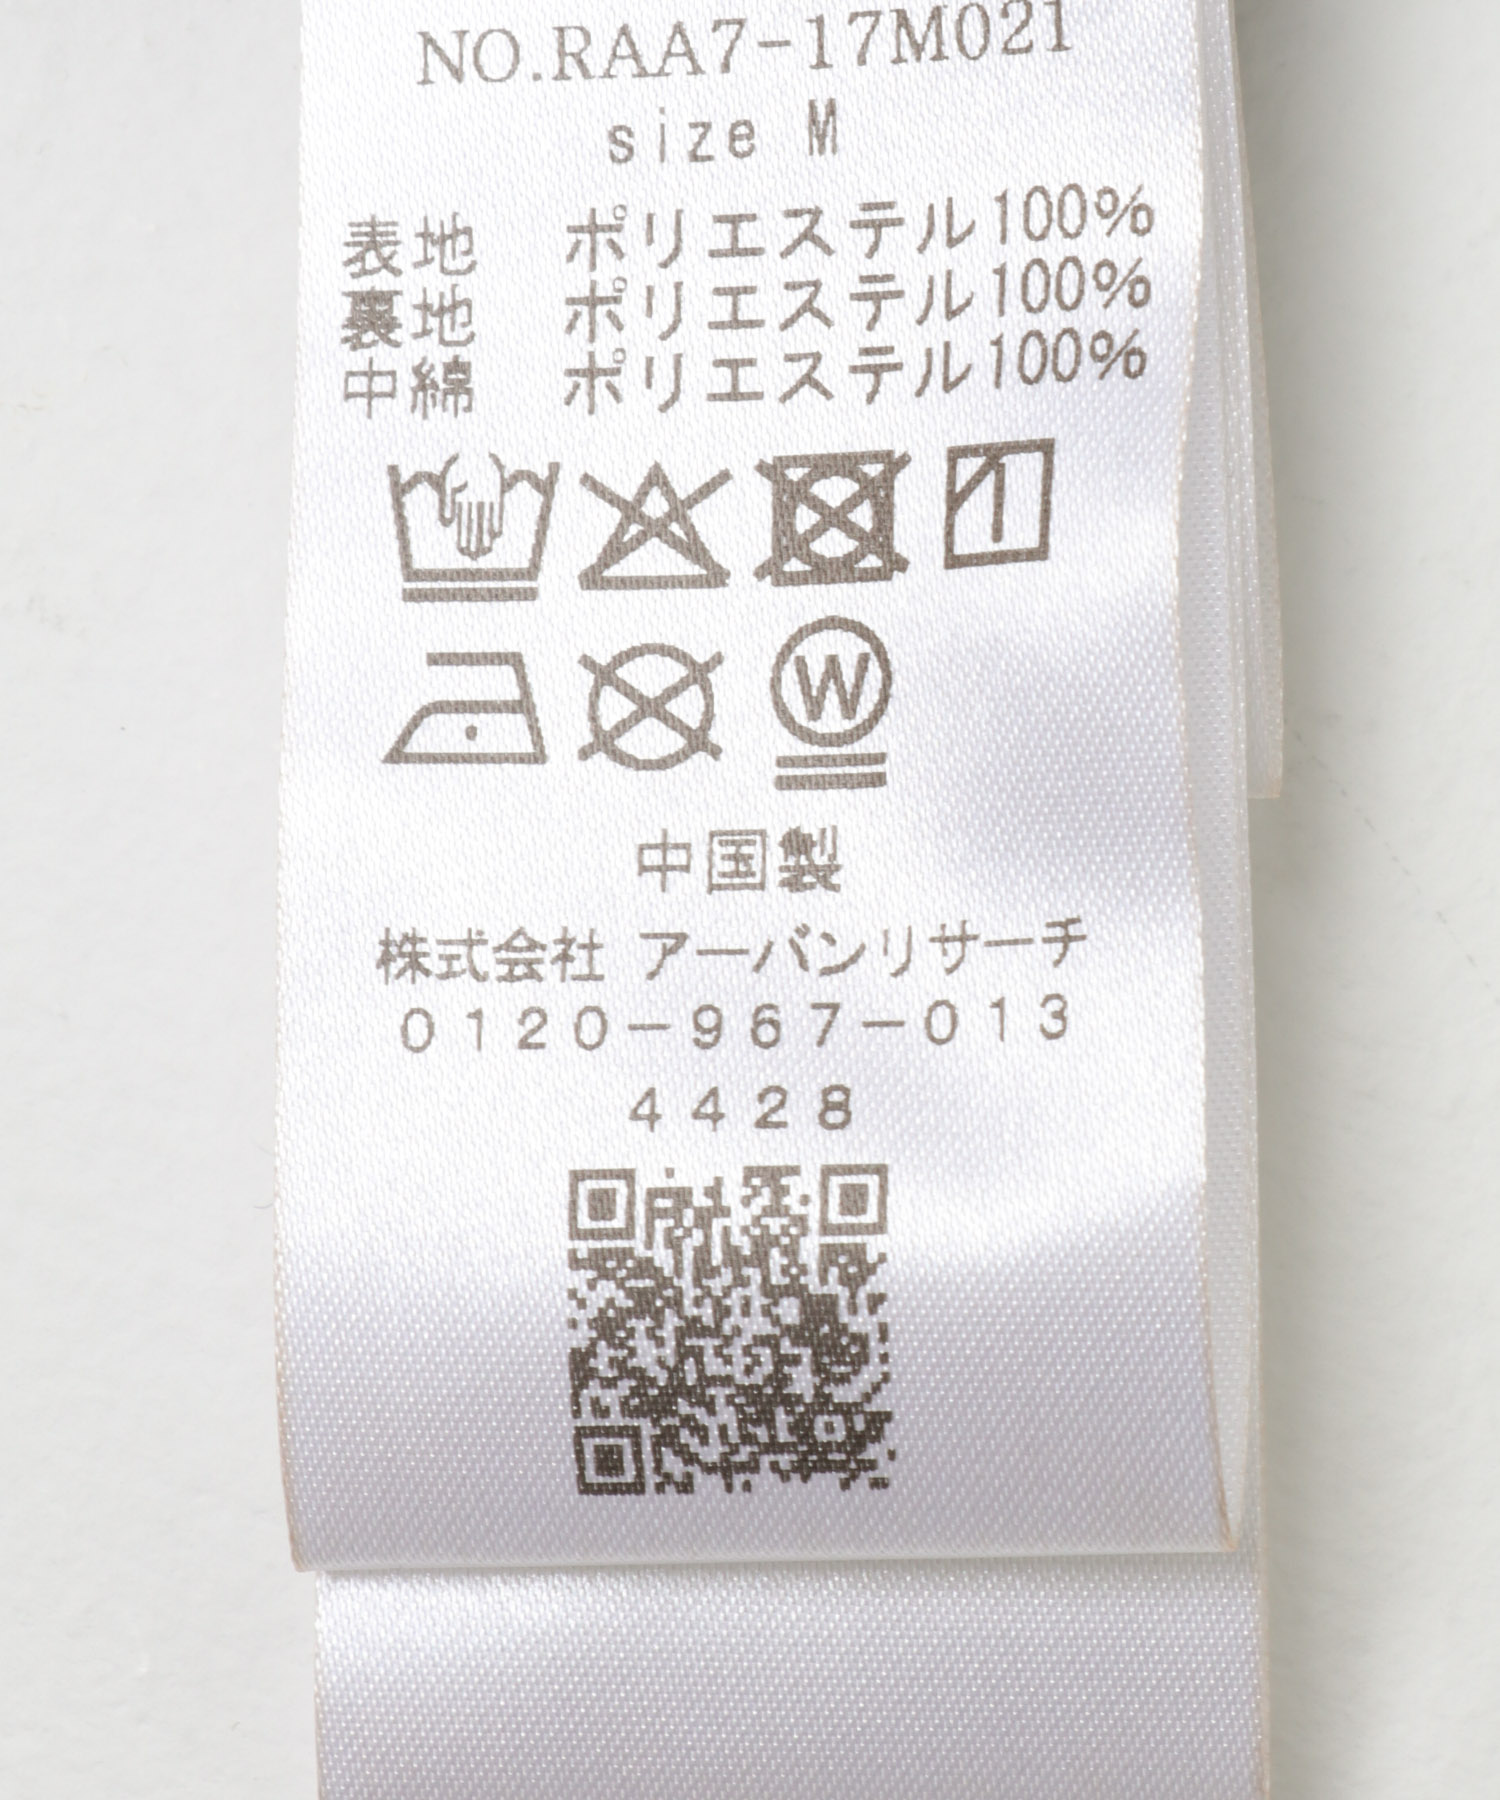 NO.RAA7-17M021
size M
表地 ポリエステル100%
裏地 ポリエステル100%
中綿 ポリエステル100%
W
中国製
株式会社 アーバンリサーチ
0120-967-013
4428